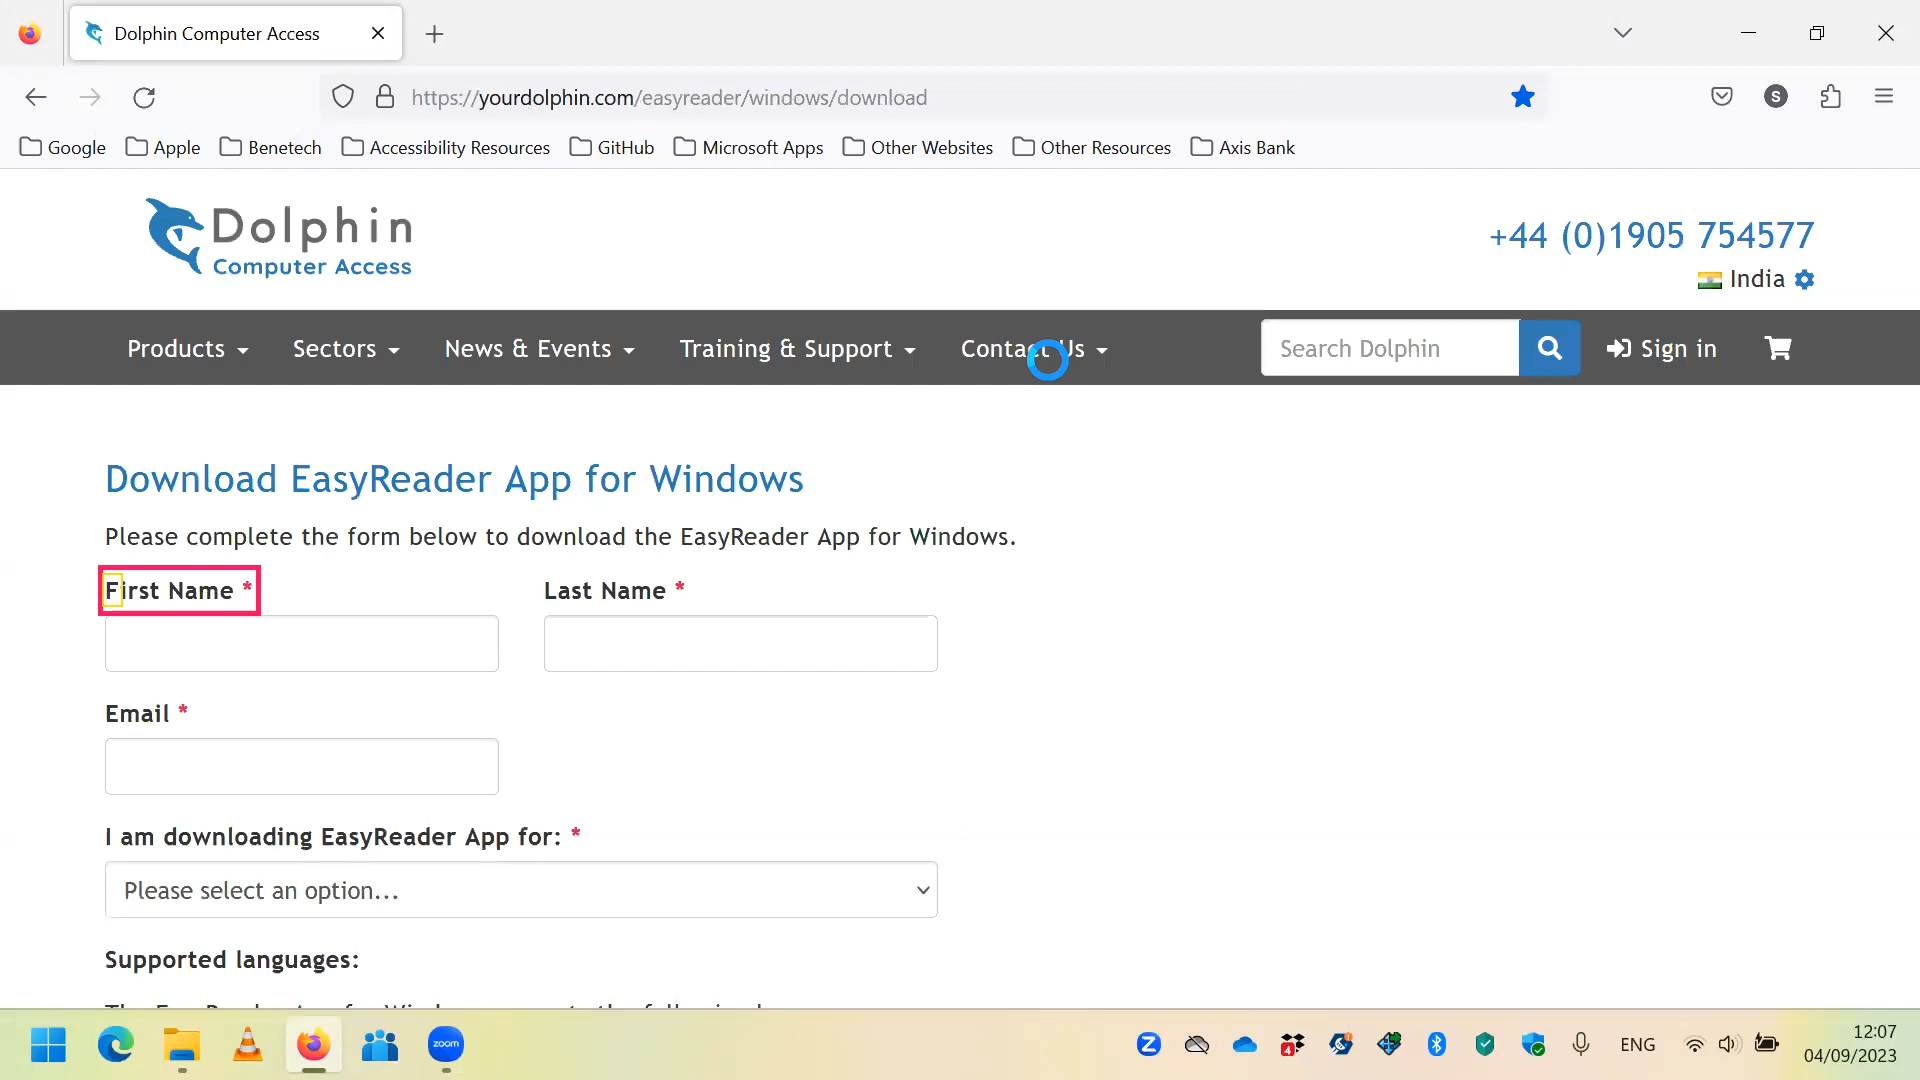 Dolphin Computer Access
https://yourdolphin.com/easyreader/windows/download
S
Google Apple Benetech Accessibility Resources GitHub Microsoft Apps Other Websites Other Resources Axis Bank
Dolphin
Computer Access
+44 (0)1905 754577
India
Products Sectors News & Events Training & Support Contact Us Search Dolphin Sign in
Download EasyReader App for Windows
Please complete the form below to download the EasyReader App for Windows.
First Name * Last Name *
Email *
I am downloading EasyReader App for: *
Please select an option...
Supported languages:
zoom Z 4 ENG 12:07
04/09/2023